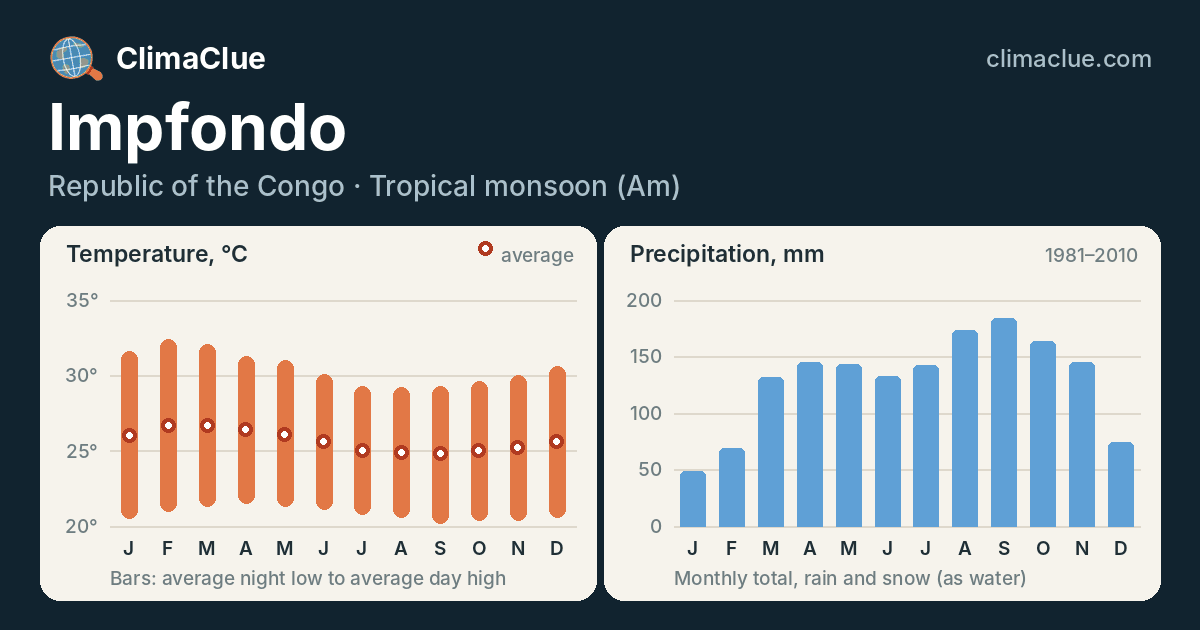 ClimaClue
climaclue.com
Impfondo
Republic of the Congo · Tropical monsoon (Am)
Temperature, °C
average
35°
30°
25°
20°
J F M A M J J A S O N D
Bars: average night low to average day high
Precipitation, mm
1981–2010
200
150
100
50
0
J F M A M J J A S O N D
Monthly total, rain and snow (as water)